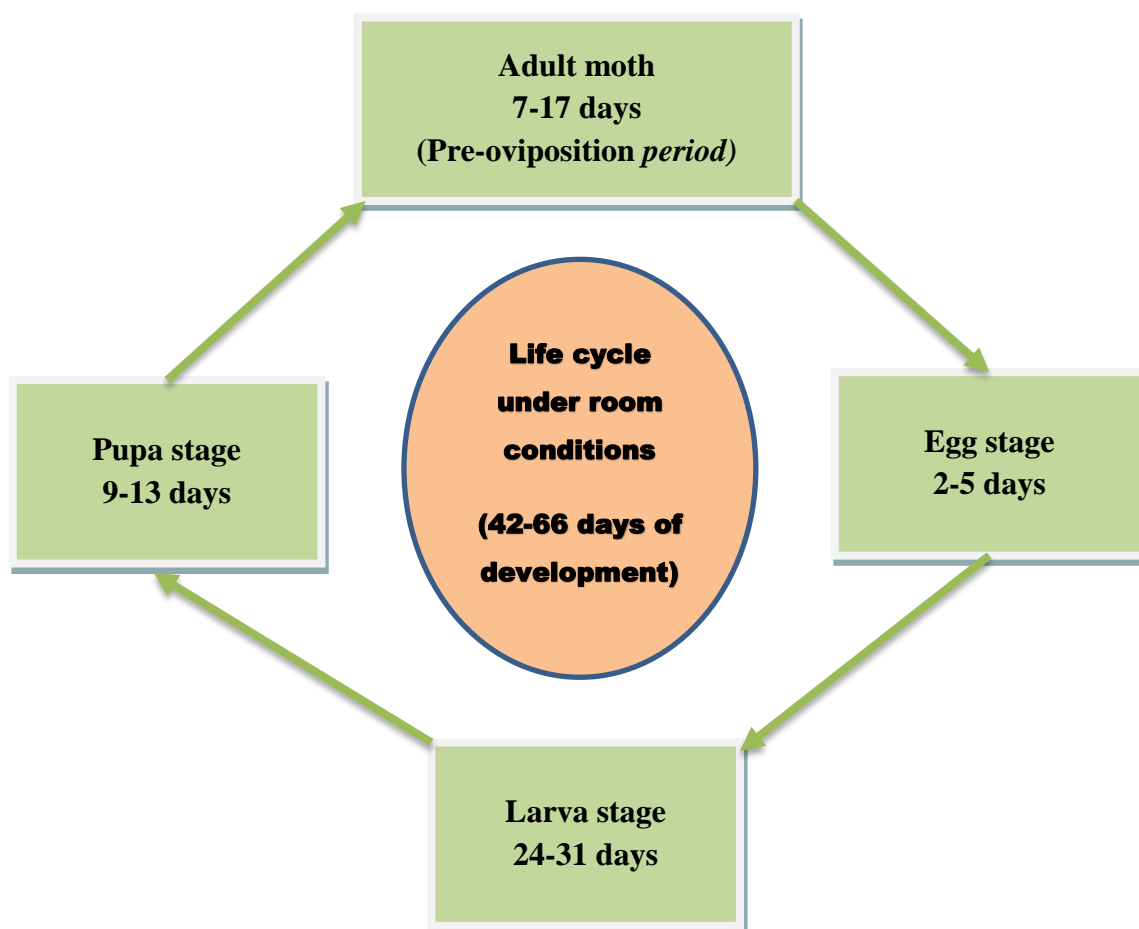 Adult moth
7-17 days
(Pre-oviposition period)
Life cycle
under room
conditions
(42-66 days of
development)
Pupa stage
9-13 days
Egg stage
2-5 days
Larva stage
24-31 days